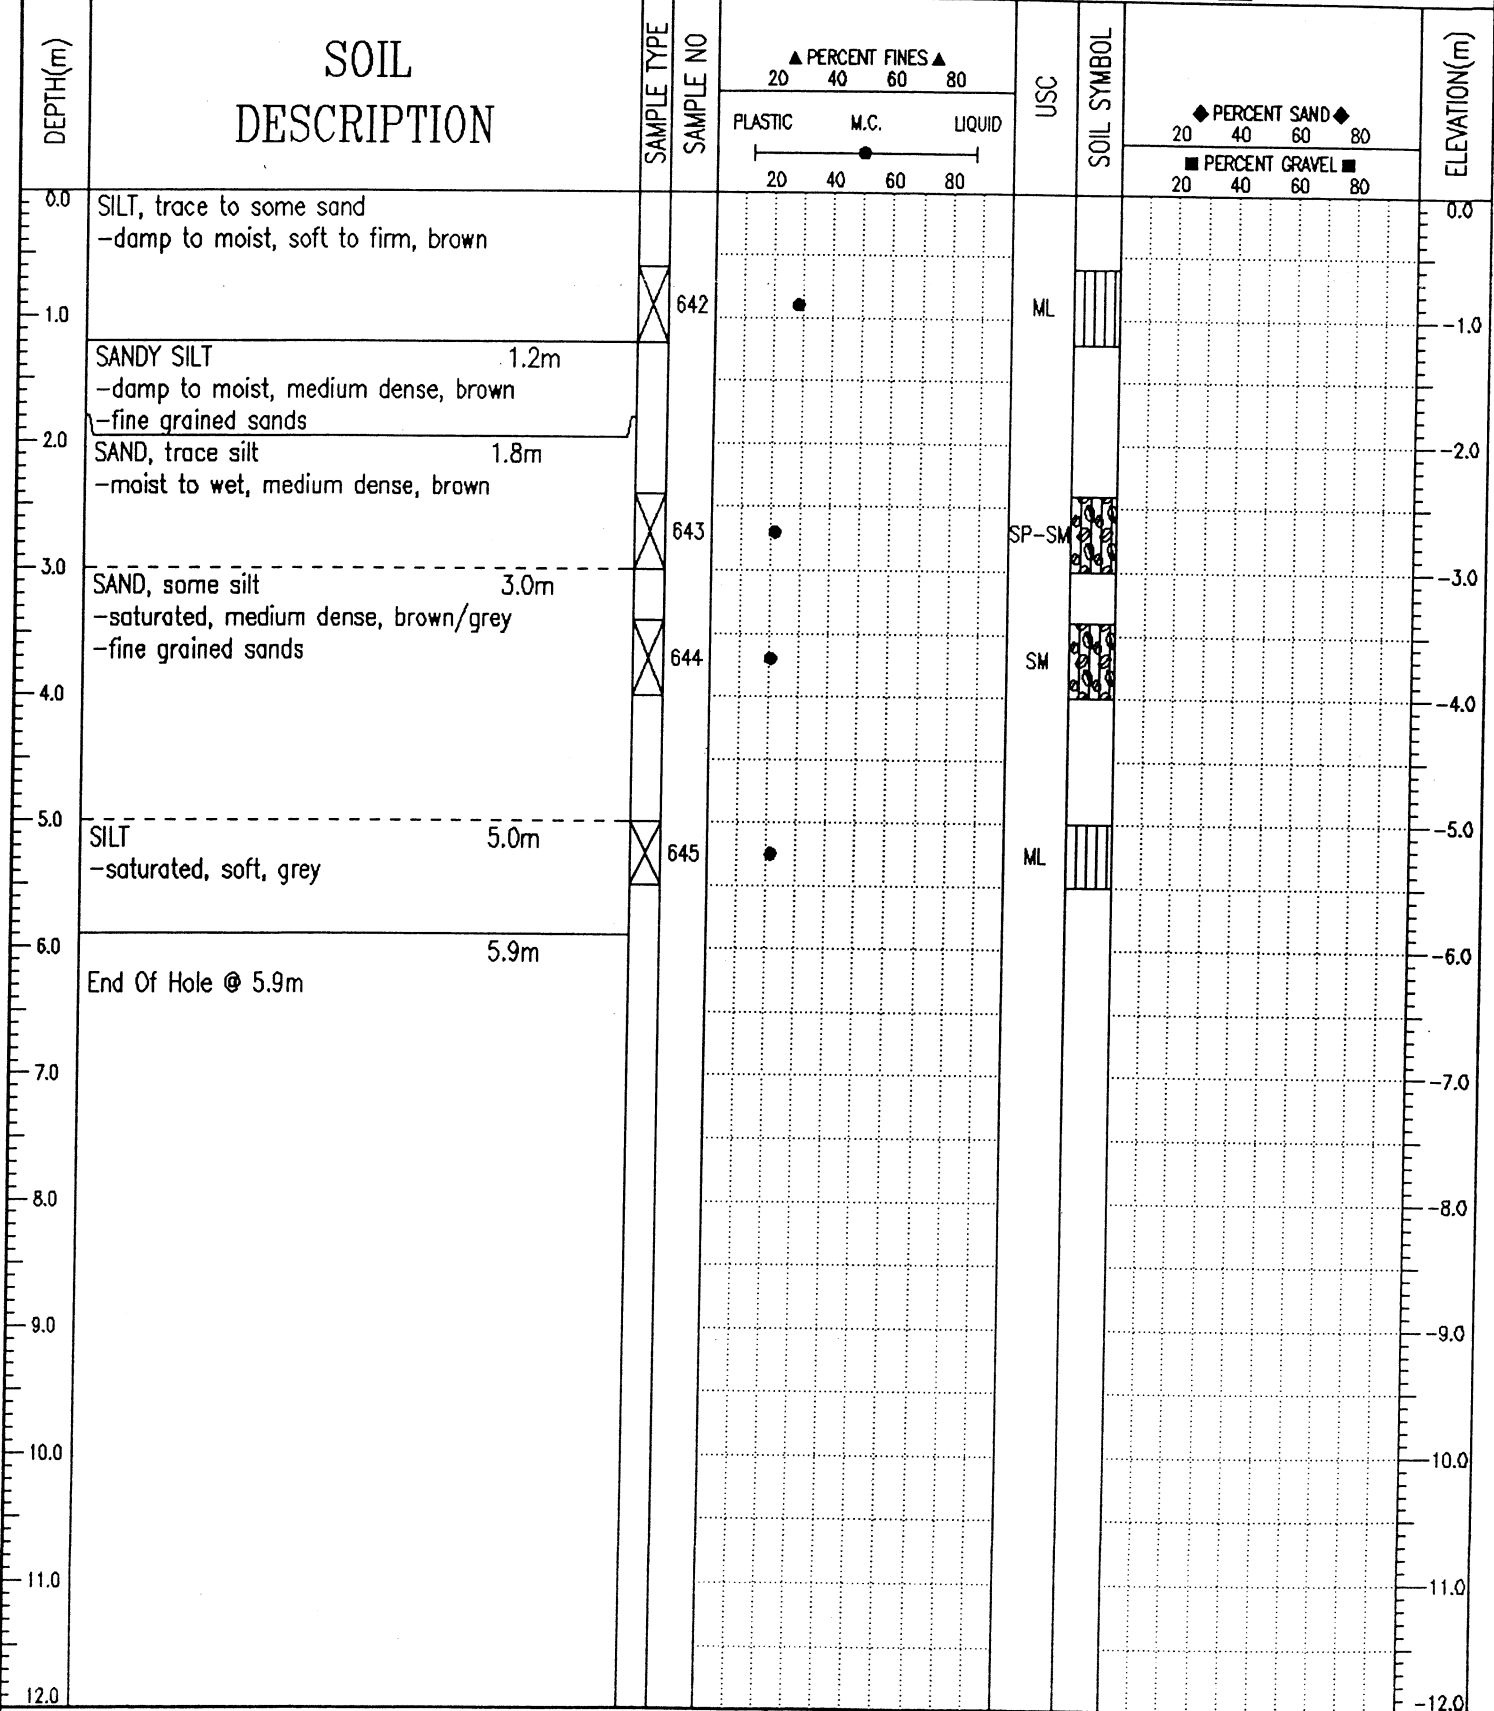 DEPTH(m)
SOIL
DESCRIPTION
SAMPLE TYPE
SAMPLE NO
▲ PERCENT FINES ▲
20 40 60 80
PLASTIC M.C. LIQUID
20 40 60 80
USC
SOIL SYMBOL
◆ PERCENT SAND ◆
20 40 60 80
■ PERCENT GRAVEL ■
20 40 60 80
ELEVATION(m)
0.0
SILT, trace to some sand
0.0
-damp to moist, soft to firm, brown
642
ML
1.0
-1.0
SANDY SILT 1.2m
-damp to moist, medium dense, brown
-fine grained sands
2.0
SAND, trace silt 1.8m
-2.0
-moist to wet, medium dense, brown
643
SP-SM
3.0
-3.0
SAND, some silt 3.0m
-saturated, medium dense, brown/grey
-fine grained sands
644
SM
4.0
-4.0
5.0
-5.0
SILT 5.0m
645
ML
-saturated, soft, grey
6.0
5.9m
-6.0
End Of Hole @ 5.9m
7.0
-7.0
8.0
-8.0
9.0
-9.0
10.0
-10.0
11.0
-11.0
12.0
-12.0